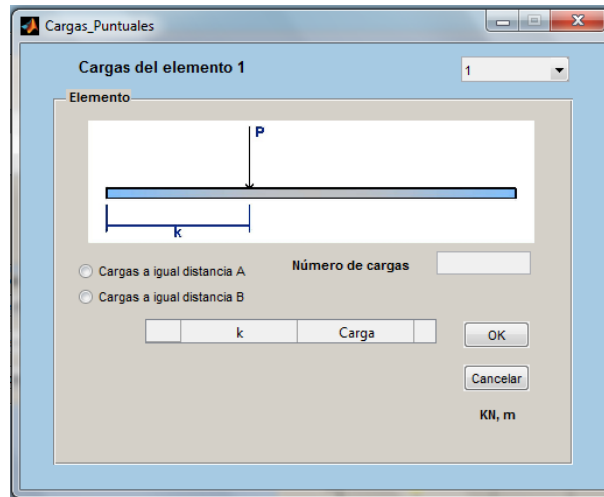 Cargas_Puntuales
Cargas del elemento 1
1
Elemento
P
k
Cargas a igual distancia A
Número de cargas
Cargas a igual distancia B
k Carga
OK
Cancelar
KN, m